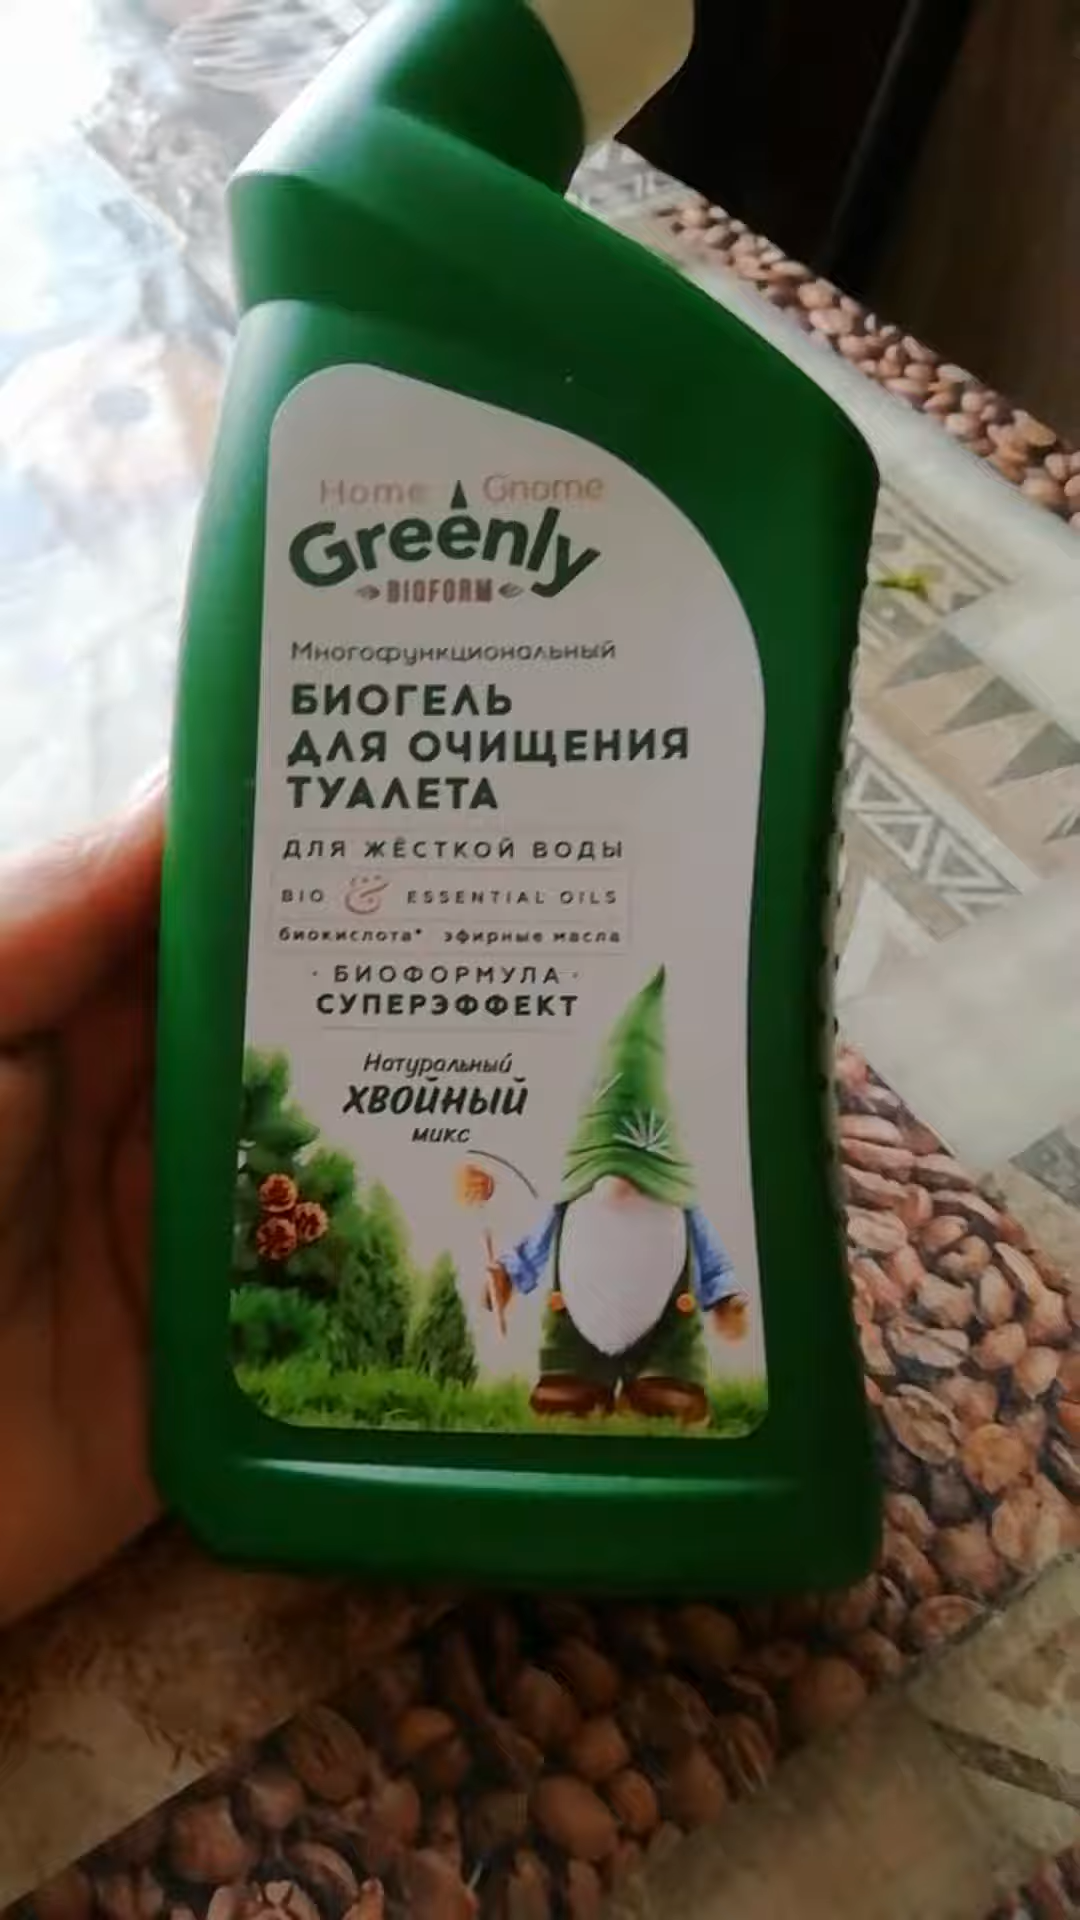 Home Gnome
Greenly
BIOFORM
Многофункциональный
БИОГЕЛЬ
ДЛЯ ОЧИЩЕНИЯ
ТУАЛЕТА
ДЛЯ ЖЁСТКОЙ ВОДЫ
BIO & ESSENTIAL OILS
биокислота* эфирные масла
· БИОФОРМУЛА ·
СУПЕРЭФФЕКТ
Натуральный
ХВОЙНЫЙ
микс